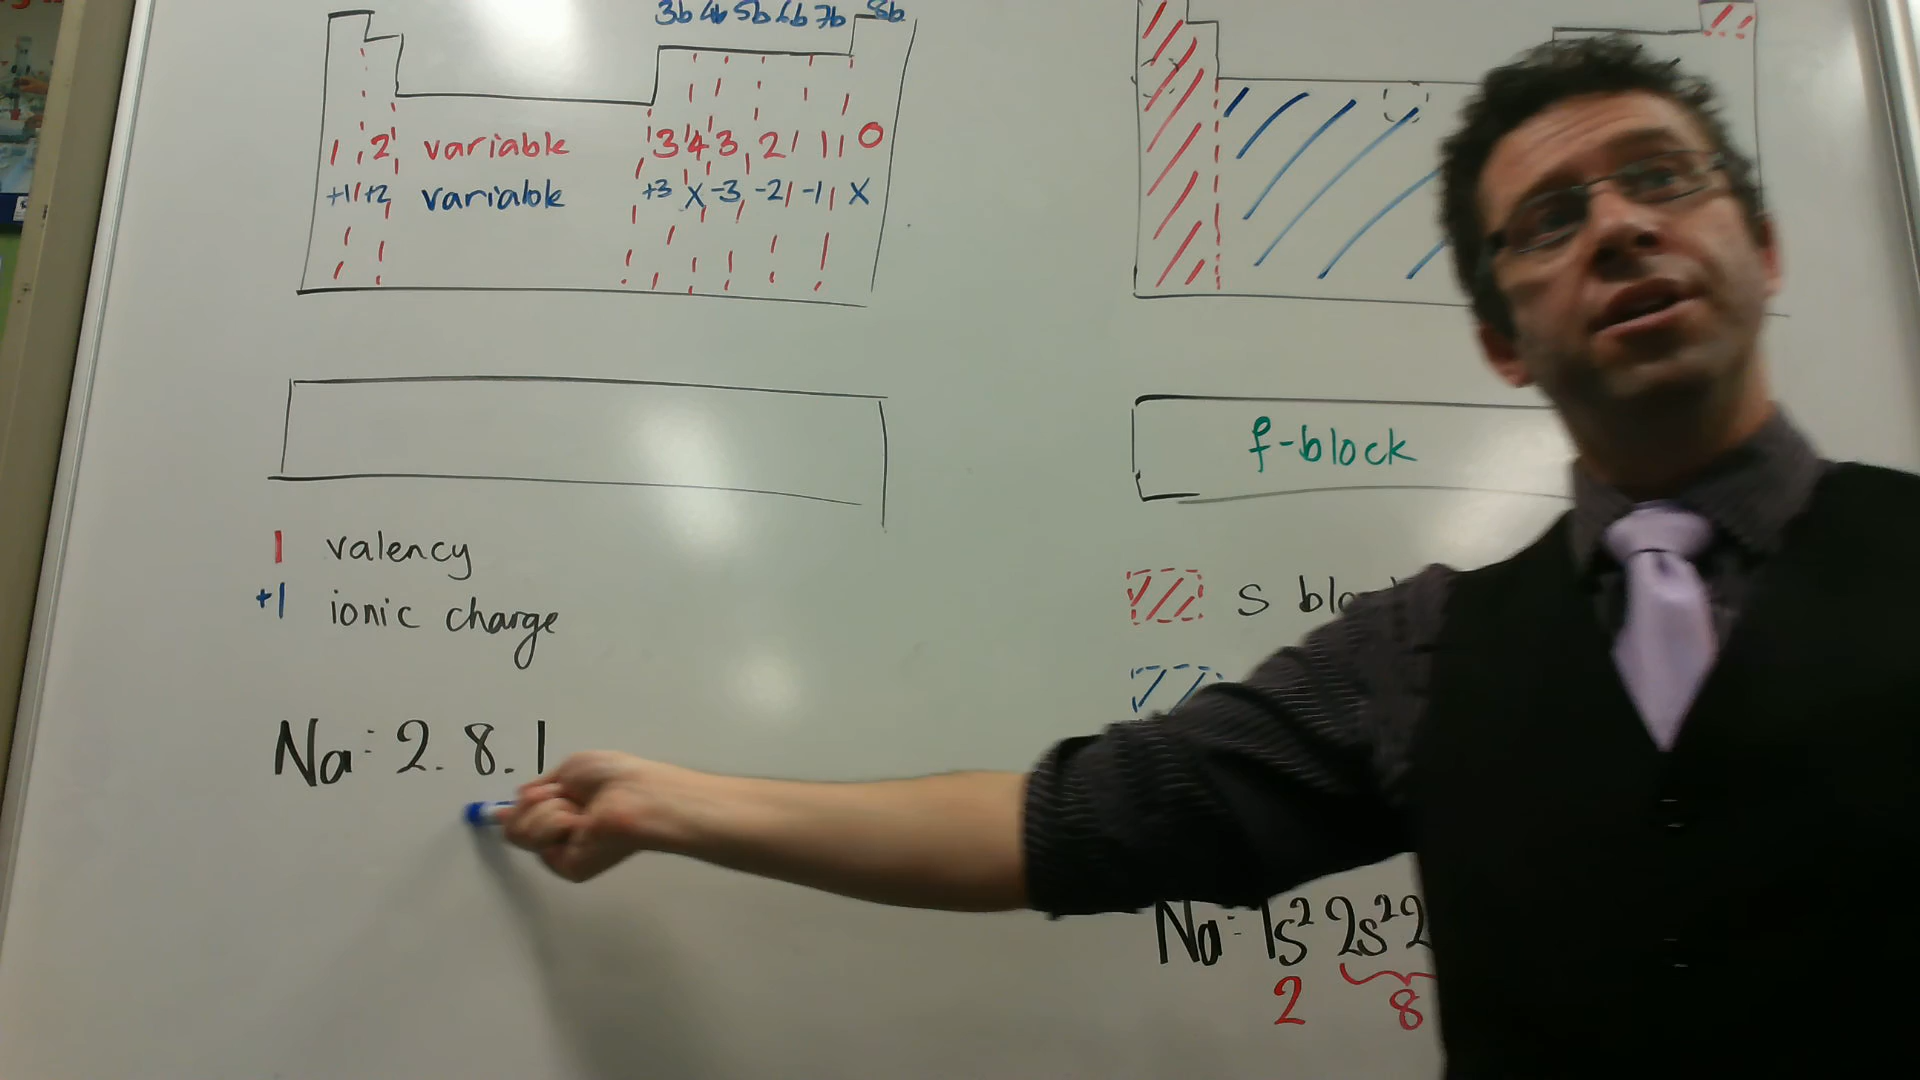 3b 4b 5b 6b 7b 8b
1 2 variable 3 4 3 2 1 0
+1 +2 variable +3 X -3 -2 -1 X
f-block
1 valency
+1 ionic charge
s
Na: 2.8.1
Na: 1s² 2s² 2
2 8